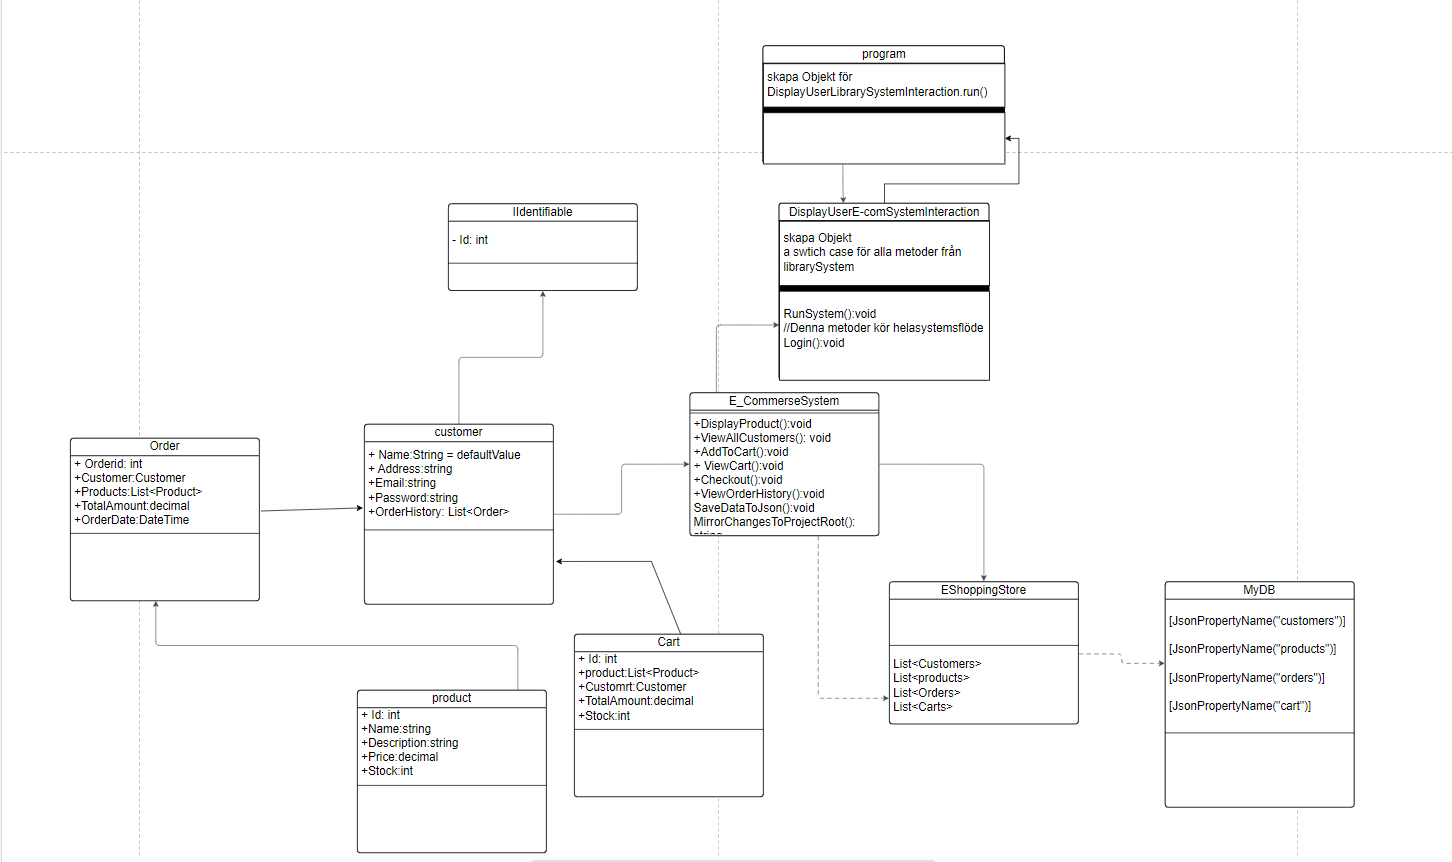 program
skapa Objekt för
DisplayUserLibrarySystemInteraction.run()
DisplayUserE-comSystemInteraction
skapa Objekt
a swtich case för alla metoder från
librarySystem
RunSystem():void
//Denna metoder kör helasystemsflöde
Login():void
IIdentifiable
- Id: int
E_CommerseSystem
+DisplayProduct():void
+ViewAllCustomers(): void
+AddToCart():void
+ ViewCart():void
+Checkout():void
+ViewOrderHistory():void
SaveDataToJson():void
MirrorChangesToProjectRoot():
customer
+ Name:String = defaultValue
+ Address:string
+Email:string
+Password:string
+OrderHistory: List<Order>
Order
+ Orderid: int
+Customer:Customer
+Products:List<Product>
+TotalAmount:decimal
+OrderDate:DateTime
EShoppingStore
List<Customers>
List<products>
List<Orders>
List<Carts>
MyDB
[JsonPropertyName("customers")]
[JsonPropertyName("products")]
[JsonPropertyName("orders")]
[JsonPropertyName("cart")]
Cart
+ Id: int
+product:List<Product>
+Customrt:Customer
+TotalAmount:decimal
+Stock:int
product
+ Id: int
+Name:string
+Description:string
+Price:decimal
+Stock:int